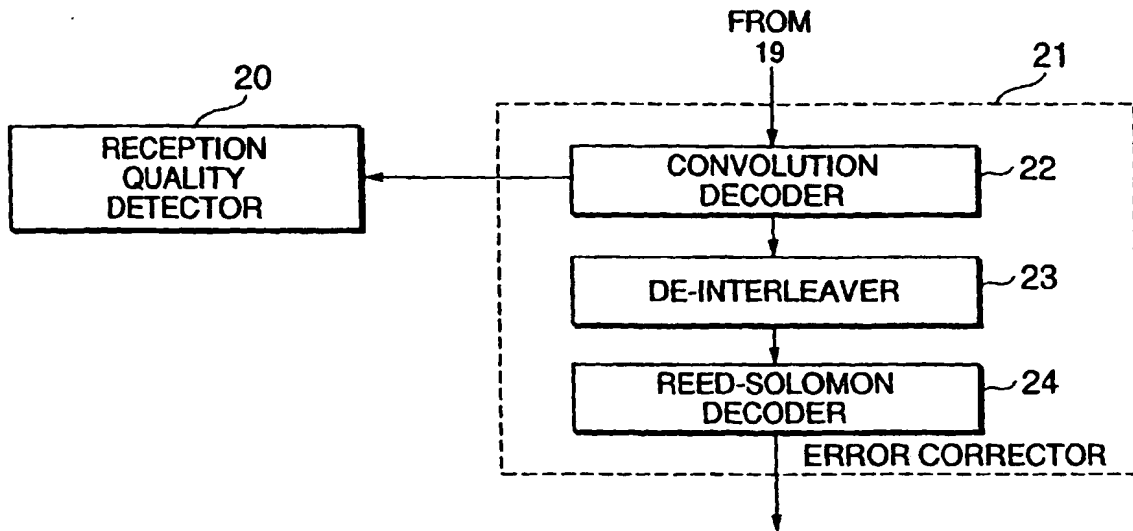 FROM
19
21
20
RECEPTION
QUALITY
DETECTOR
CONVOLUTION
DECODER
22
DE-INTERLEAVER
23
REED-SOLOMON
DECODER
24
ERROR CORRECTOR